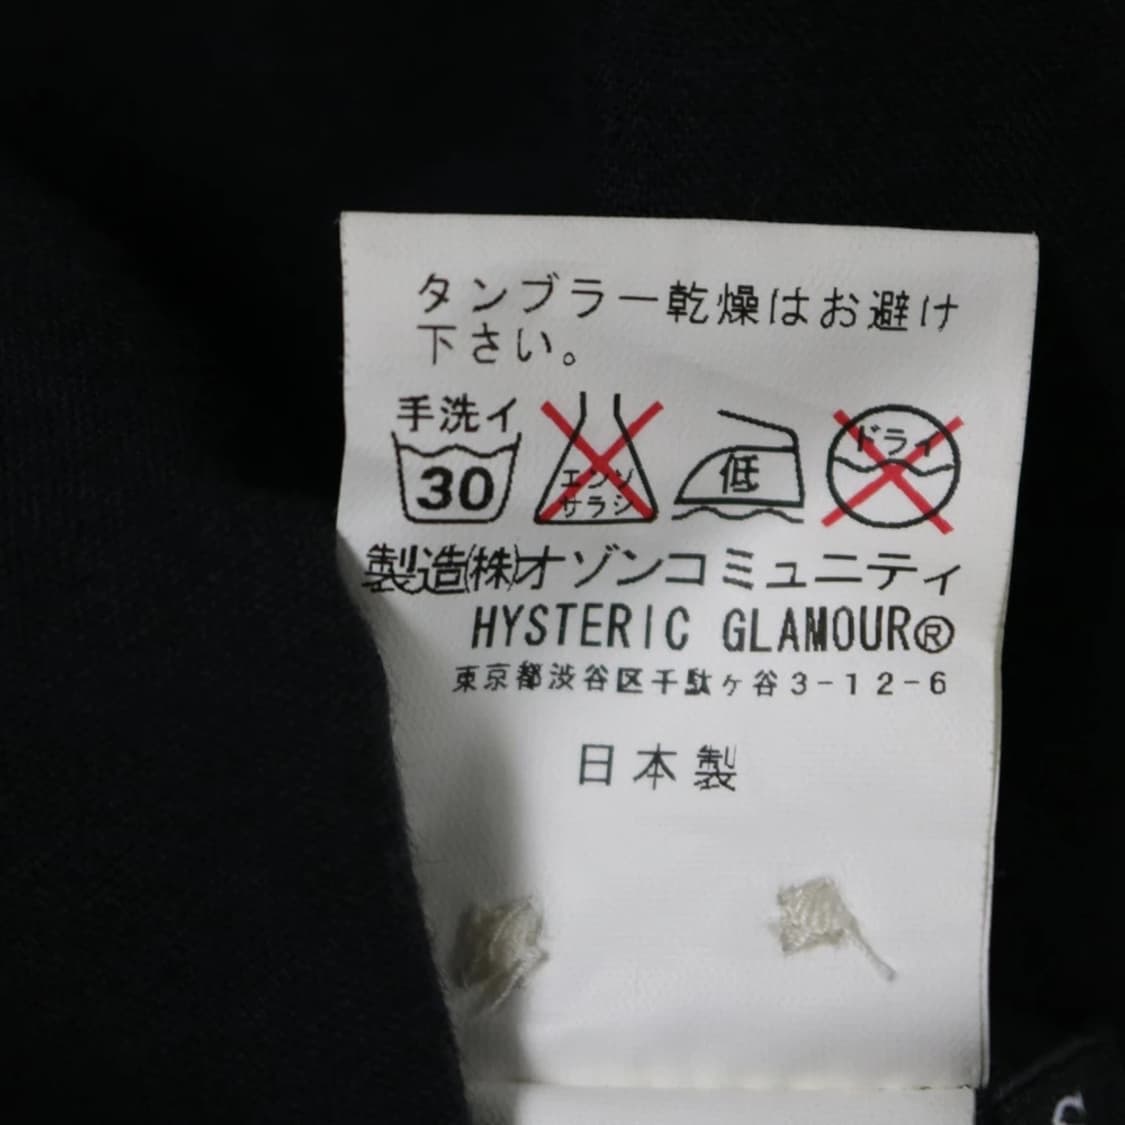 タンブラー乾燥はお避け
下さい。
手洗イ
30
エンソ
サラシ
低
ドライ
製造(株)オゾンコミュニティ
HYSTERIC GLAMOUR®
東京都渋谷区千駄ヶ谷3-12-6
日本製